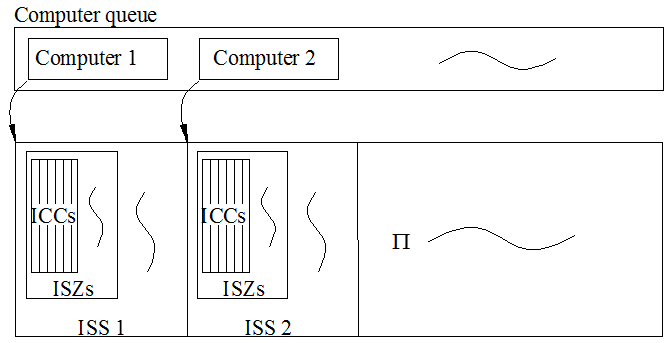 Computer queue
Computer 1
Computer 2
ICCs
ICCs
Π
ISZs
ISZs
ISS 1
ISS 2